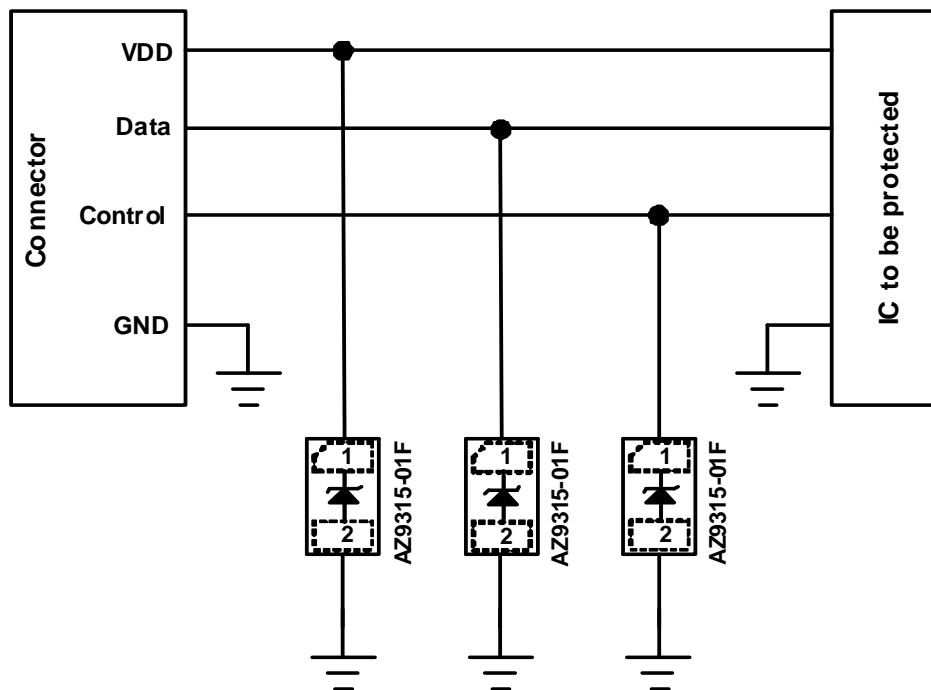 Connector
VDD
Data
Control
GND
IC to be protected
1
2
AZ9315-01F
1
2
AZ9315-01F
1
2
AZ9315-01F